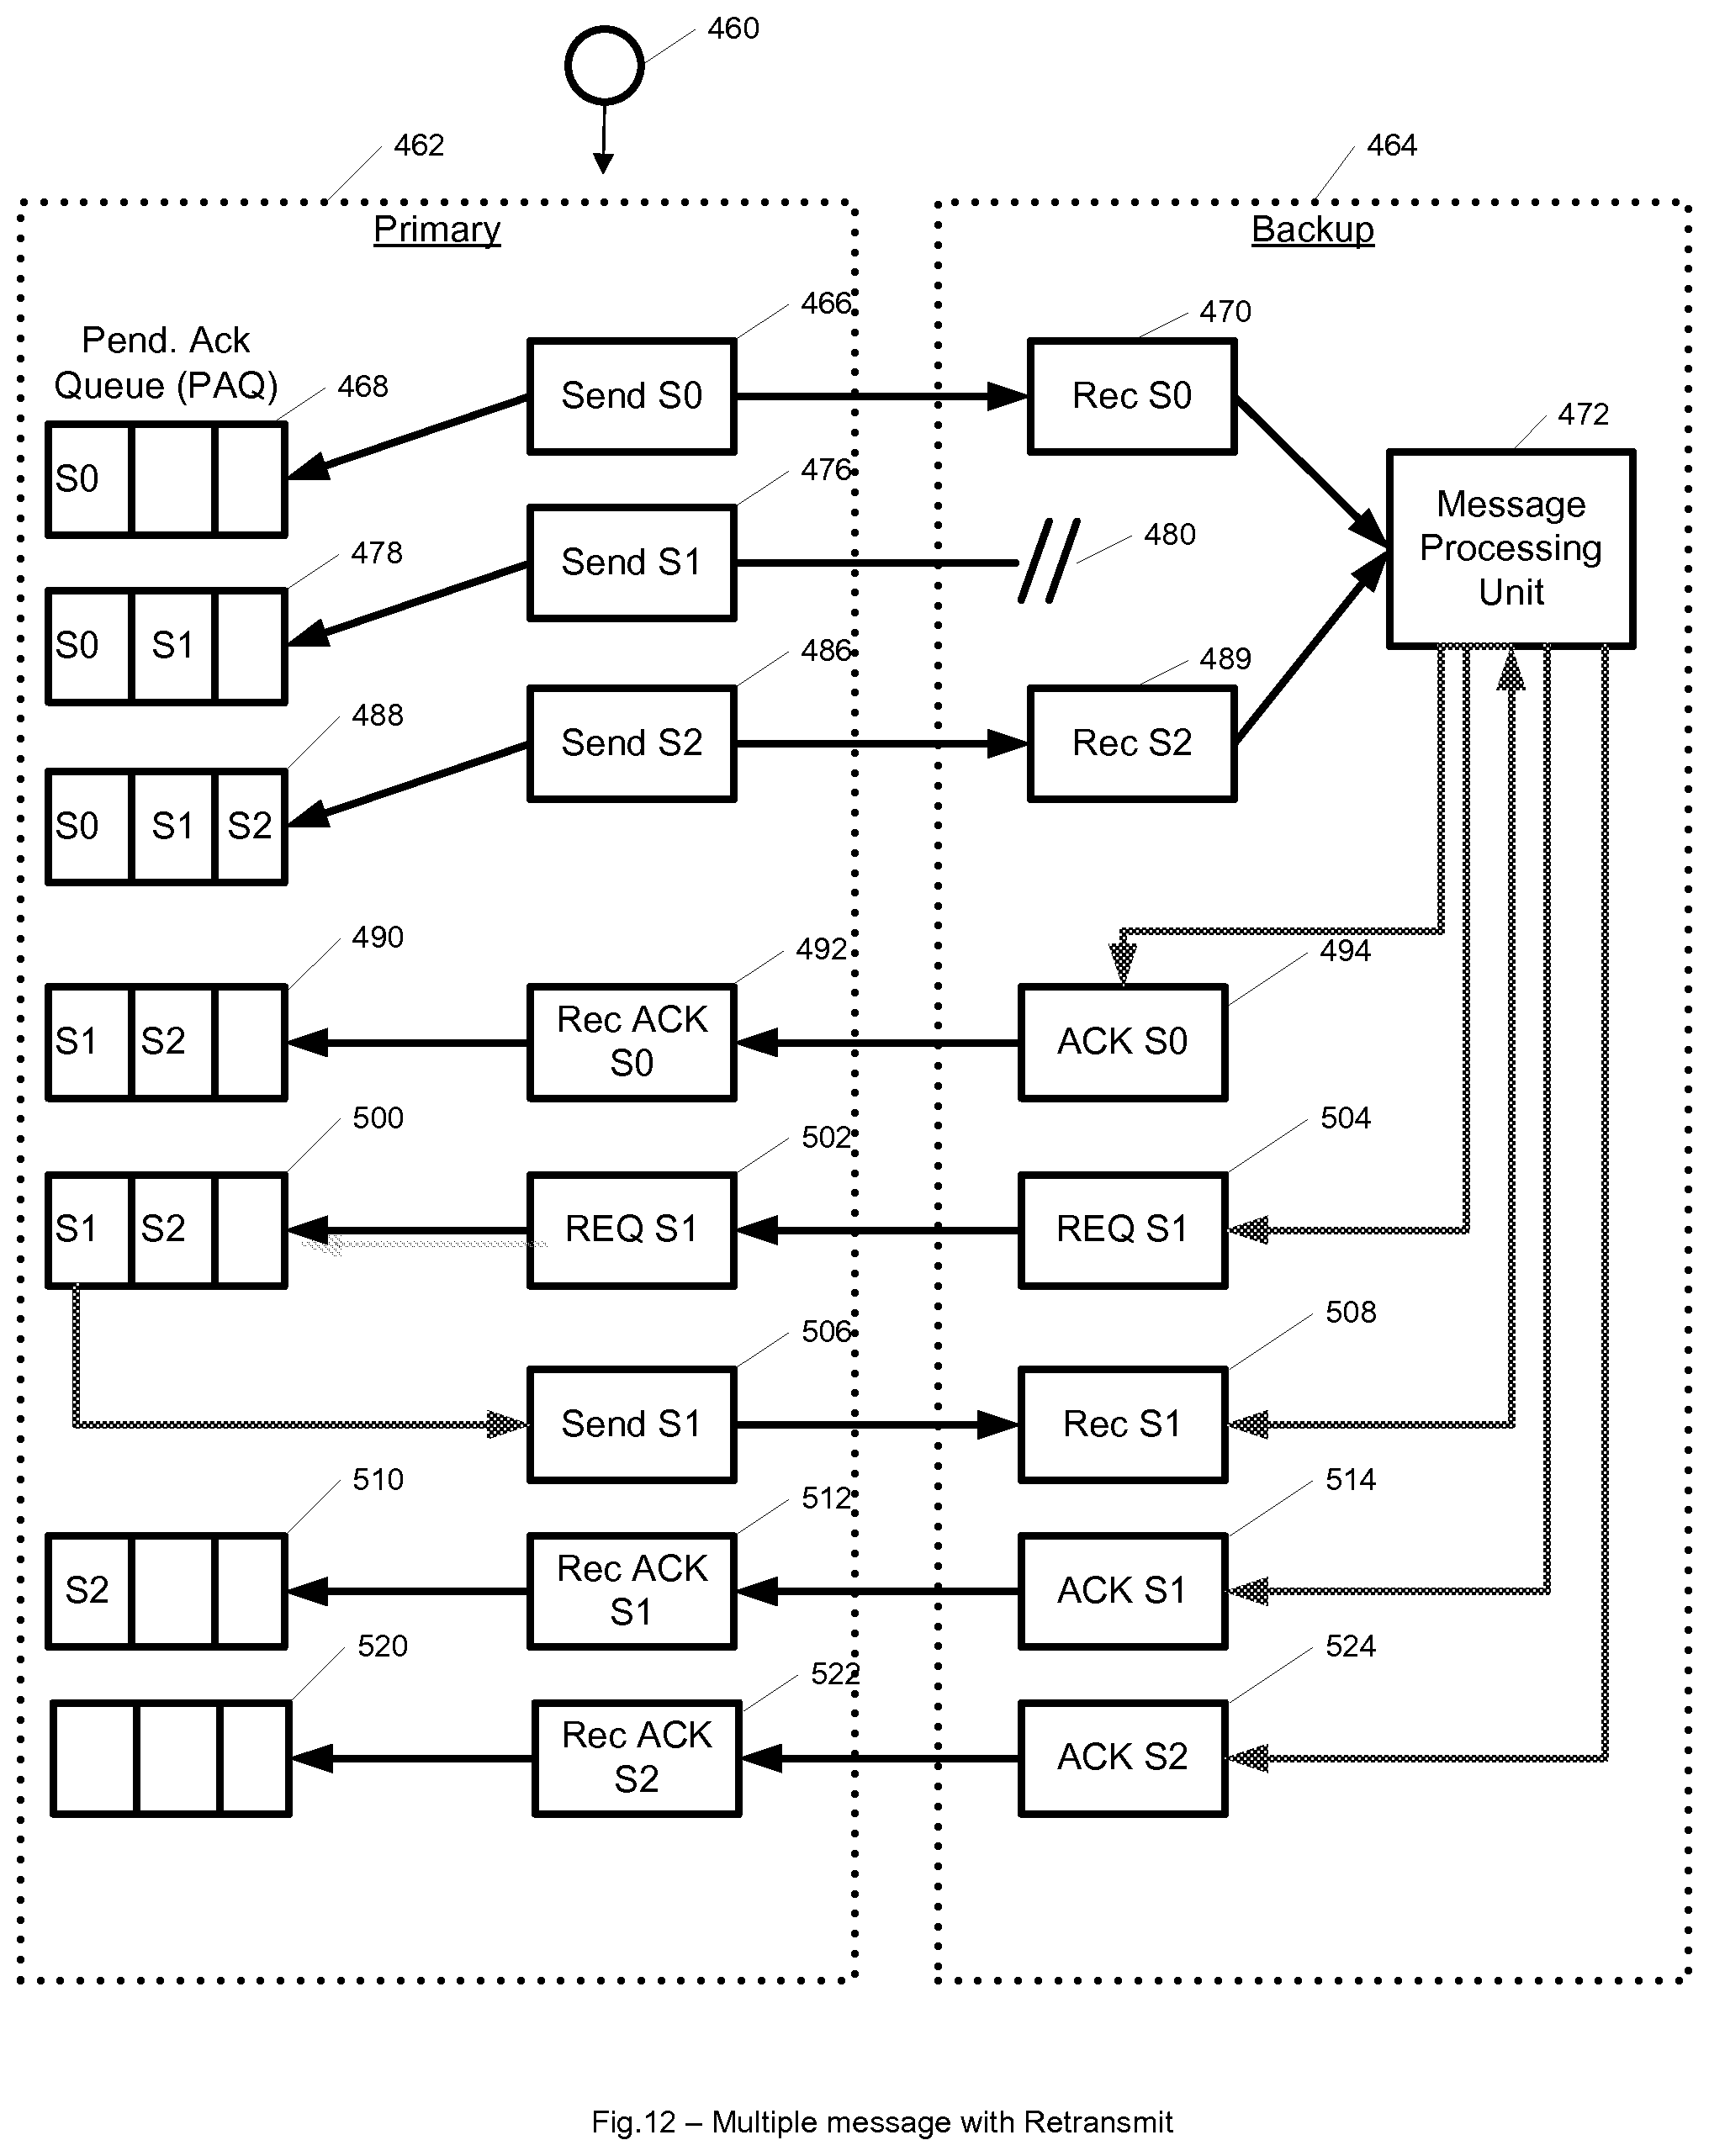 460
462
464
Primary
Backup
466
470
Pend. Ack
Queue (PAQ)
468
Send S0
Rec S0
472
S0
476
Message
Processing
Unit
478
Send S1
480
S0 S1
486
489
488
Send S2
Rec S2
S0 S1 S2
490
492
494
S1 S2
Rec ACK
S0
ACK S0
500
502
504
S1 S2
REQ S1
REQ S1
506
508
Send S1
Rec S1
510
512
514
S2
Rec ACK
S1
ACK S1
520
522
524
Rec ACK
S2
ACK S2
Fig.12 – Multiple message with Retransmit